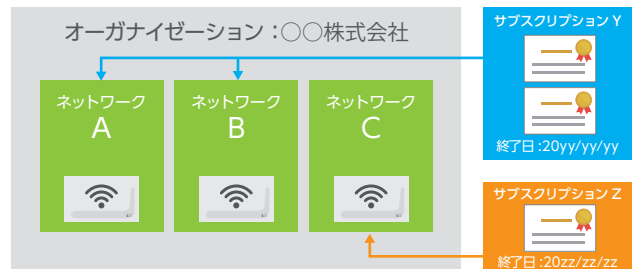 オーガナイゼーション：○○株式会社
ネットワーク
A
ネットワーク
B
ネットワーク
C
サブスクリプション Y
終了日:20yy/yy/yy
サブスクリプション Z
終了日:20zz/zz/zz